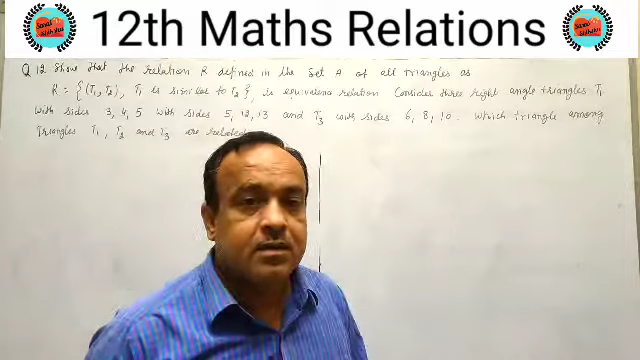 12th Maths Relations
Q 12 Show that the relation R defined in the Set A of all Triangles as
R = {(T1, T2), T1 is similar to T2}, is equivalence relation Consider three right angle triangles T1
with sides 3, 4, 5 with sides 5, 12, 13 and T3 with sides 6, 8, 10. Which triangle among
Triangles T1, T2 and T3 are related